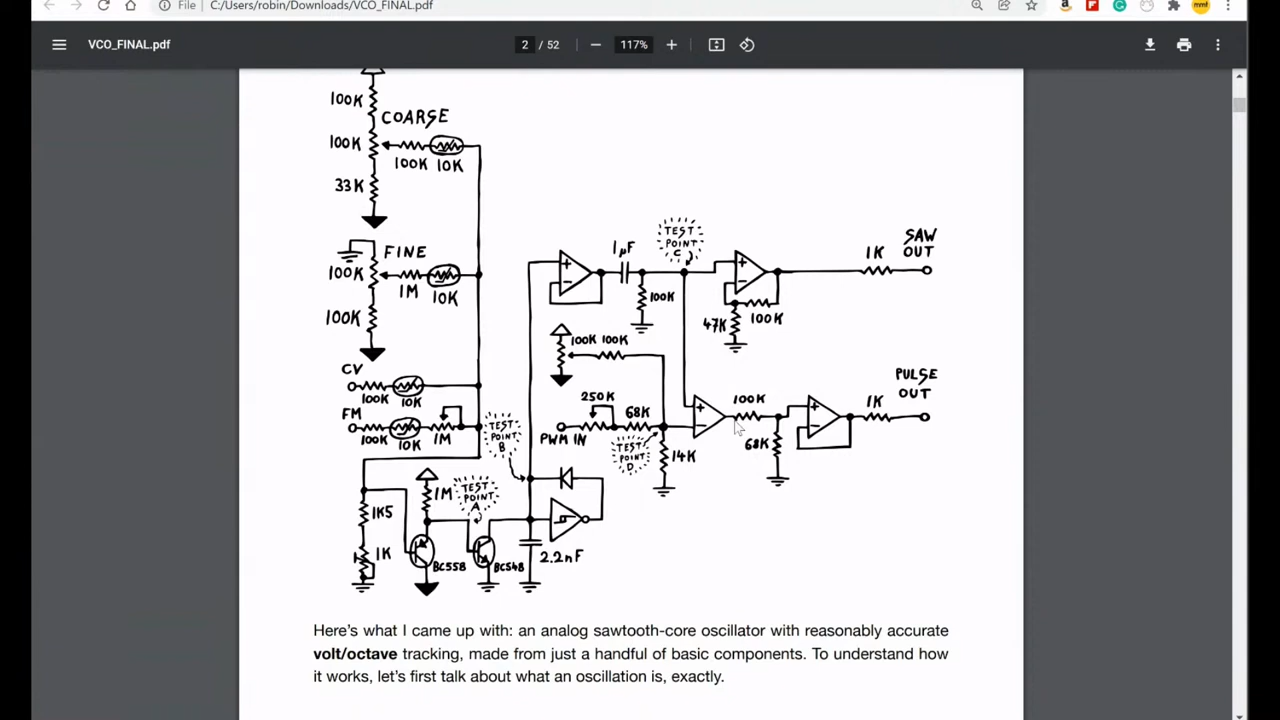 C:/Users/robin/Downloads/VCO_FINAL.pdf
VCO_FINAL.pdf
2 / 52
117%
100K
COARSE
100K
100K 10K
33K
FINE
100K
1M
10K
100K
CV
100K
10K
FM
100K
10K
1M
1K5
1K
1M
TEST
POINT
A
BC558
BC548
TEST
POINT
B
2.2nF
1µF
100K
TEST
POINT
C
47K
100K
1K
SAW
OUT
100K 100K
250K
68K
PWM IN
TEST
POINT
D
14K
100K
68K
1K
PULSE
OUT
Here's what I came up with: an analog sawtooth-core oscillator with reasonably accurate
volt/octave tracking, made from just a handful of basic components. To understand how
it works, let's first talk about what an oscillation is, exactly.